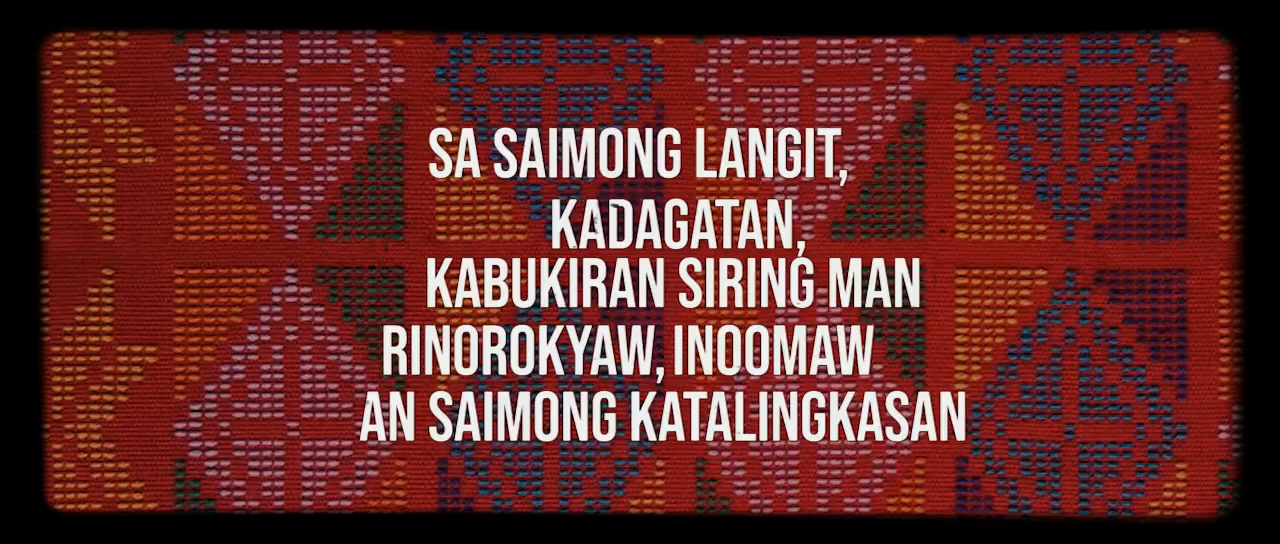 SA SAIMONG LANGIT,
KADAGATAN,
KABUKIRAN SIRING MAN
RINOROKYAW, INOOMAW
AN SAIMONG KATALINGKASAN